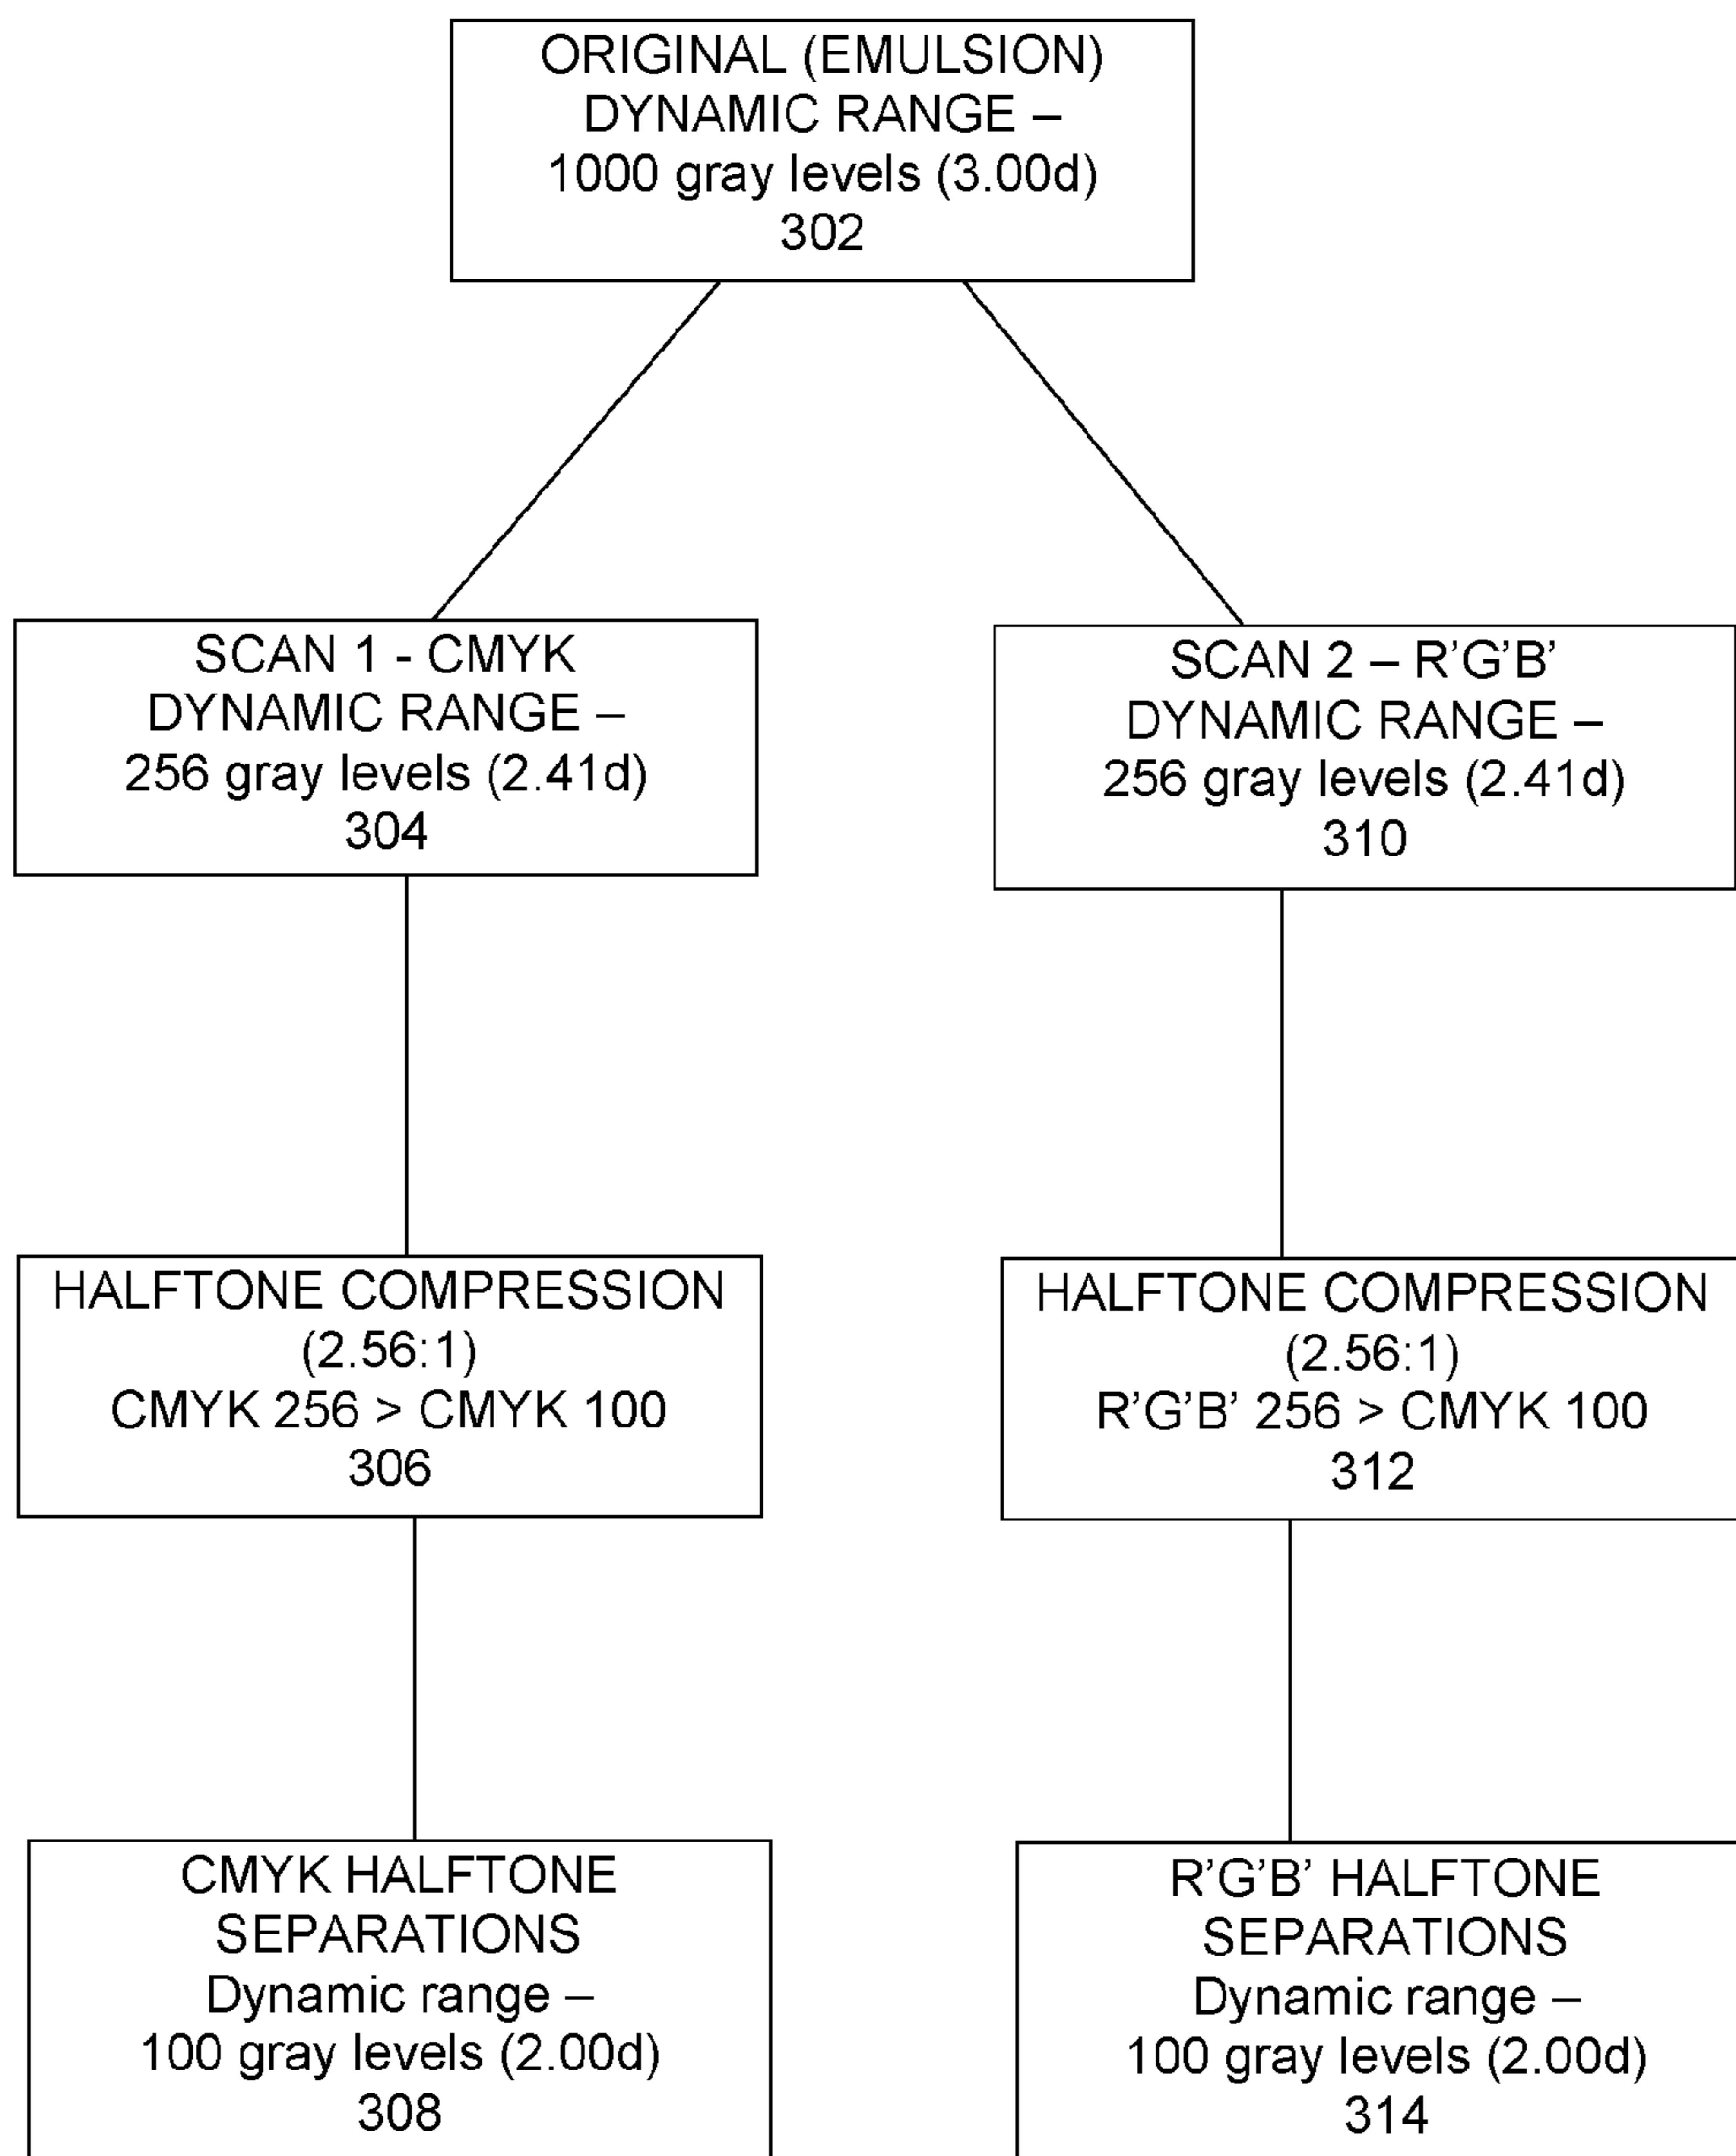 ORIGINAL (EMULSION)
DYNAMIC RANGE –
1000 gray levels (3.00d)
302
SCAN 1 - CMYK
DYNAMIC RANGE –
256 gray levels (2.41d)
304
SCAN 2 – R’G’B’
DYNAMIC RANGE –
256 gray levels (2.41d)
310
HALFTONE COMPRESSION
(2.56:1)
CMYK 256 > CMYK 100
306
HALFTONE COMPRESSION
(2.56:1)
R’G’B’ 256 > CMYK 100
312
CMYK HALFTONE
SEPARATIONS
Dynamic range –
100 gray levels (2.00d)
308
R’G’B’ HALFTONE
SEPARATIONS
Dynamic range –
100 gray levels (2.00d)
314